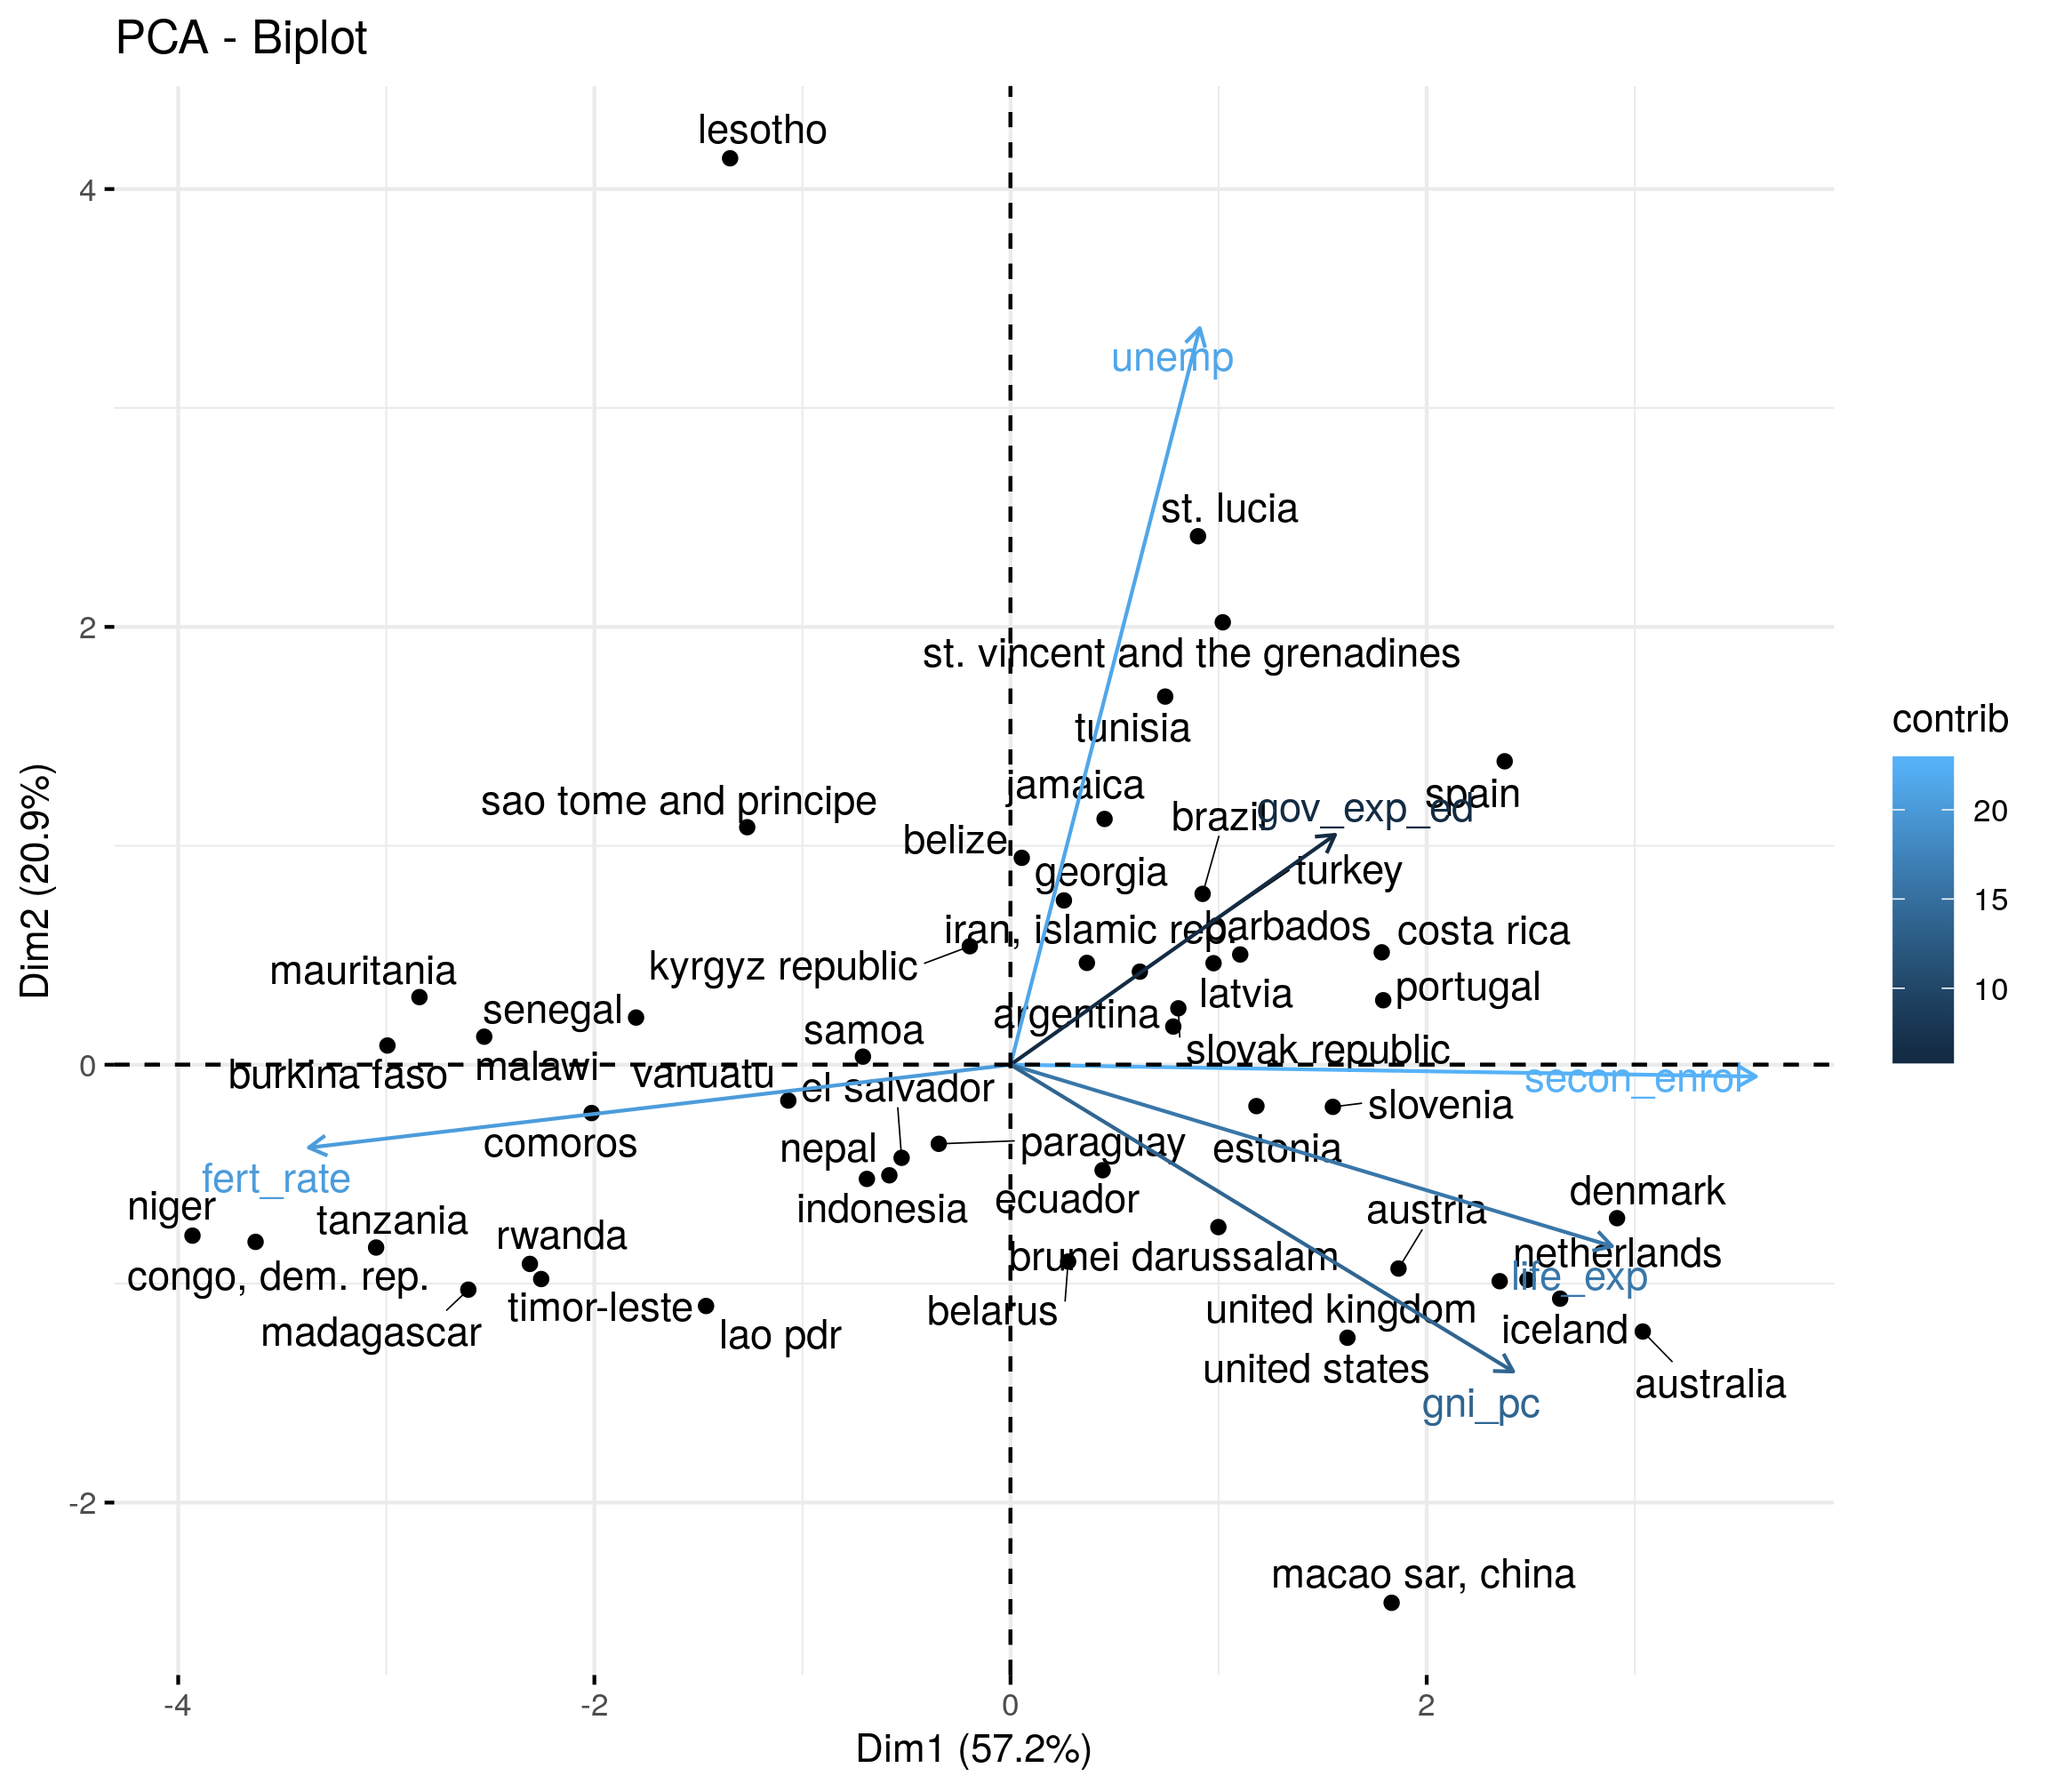 PCA - Biplot
lesotho
4
unemp
st. lucia
2
st. vincent and the grenadines
tunisia
contrib
jamaica
spain
sao tome and principe
brazil
gov_exp_ed
20
belize
georgia
turkey
15
iran, islamic rep.
barbados
costa rica
kyrgyz republic
mauritania
latvia
portugal
10
senegal
argentina
samoa
slovak republic
0
burkina faso
malawi
vanuatu
el salvador
secon_enrol
slovenia
comoros
nepal
paraguay
estonia
fert_rate
niger
indonesia
ecuador
denmark
tanzania
rwanda
austria
congo, dem. rep.
brunei darussalam
netherlands
life_exp
madagascar
timor-leste
lao pdr
belarus
united kingdom
iceland
united states
australia
gni_pc
-2
macao sar, china
-4
-2
0
2
Dim1 (57.2%)
Dim2 (20.9%)